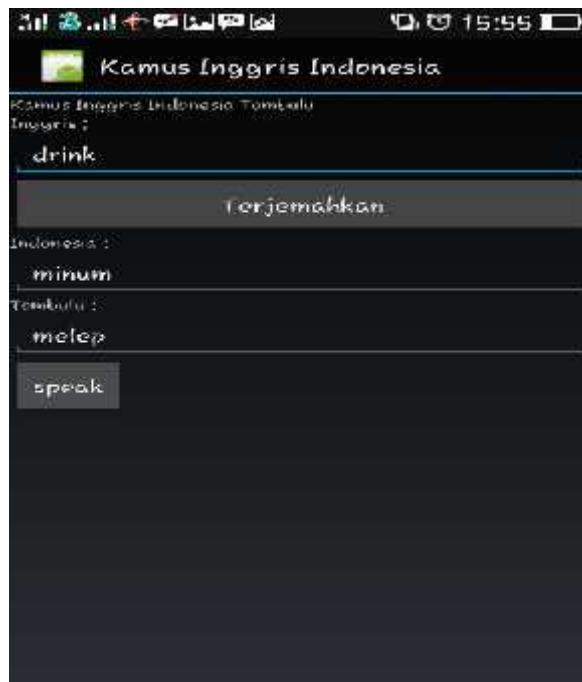 15:55
Kamus Inggris Indonesia
Kamus Inggris Indonesia Tombulu
Inggris :
drink
Terjemahkan
Indonesia :
minum
Tombulu :
melep
speak